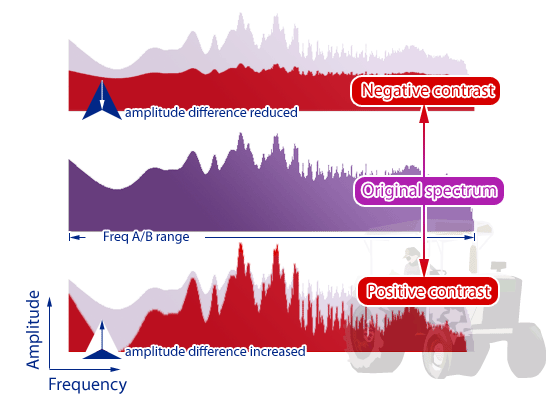 Negative contrast
amplitude difference reduced
Original spectrum
Freq A/B range
Positive contrast
amplitude difference increased
Amplitude
Frequency